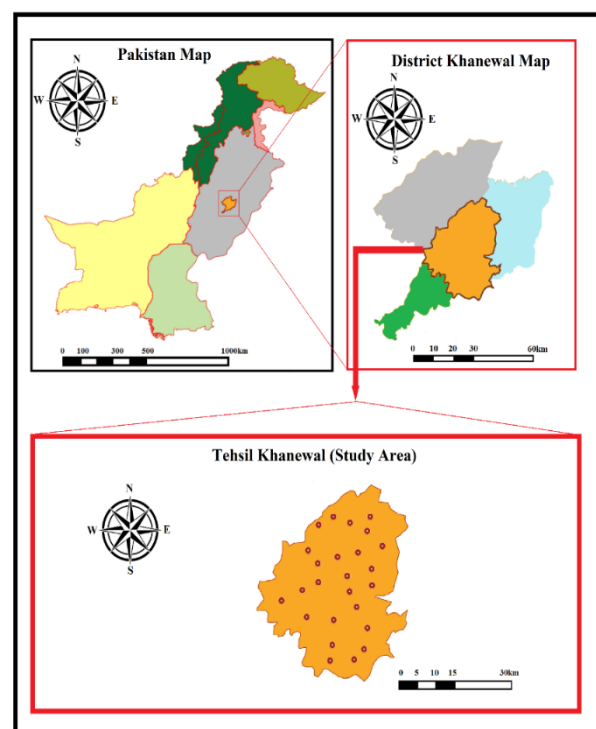 Pakistan Map
N
W E
S
0 100 300 500 1000km
District Khanewal Map
N
W E
S
0 10 20 30 60km
Tehsil Khanewal (Study Area)
N
W E
S
0 5 10 15 30km